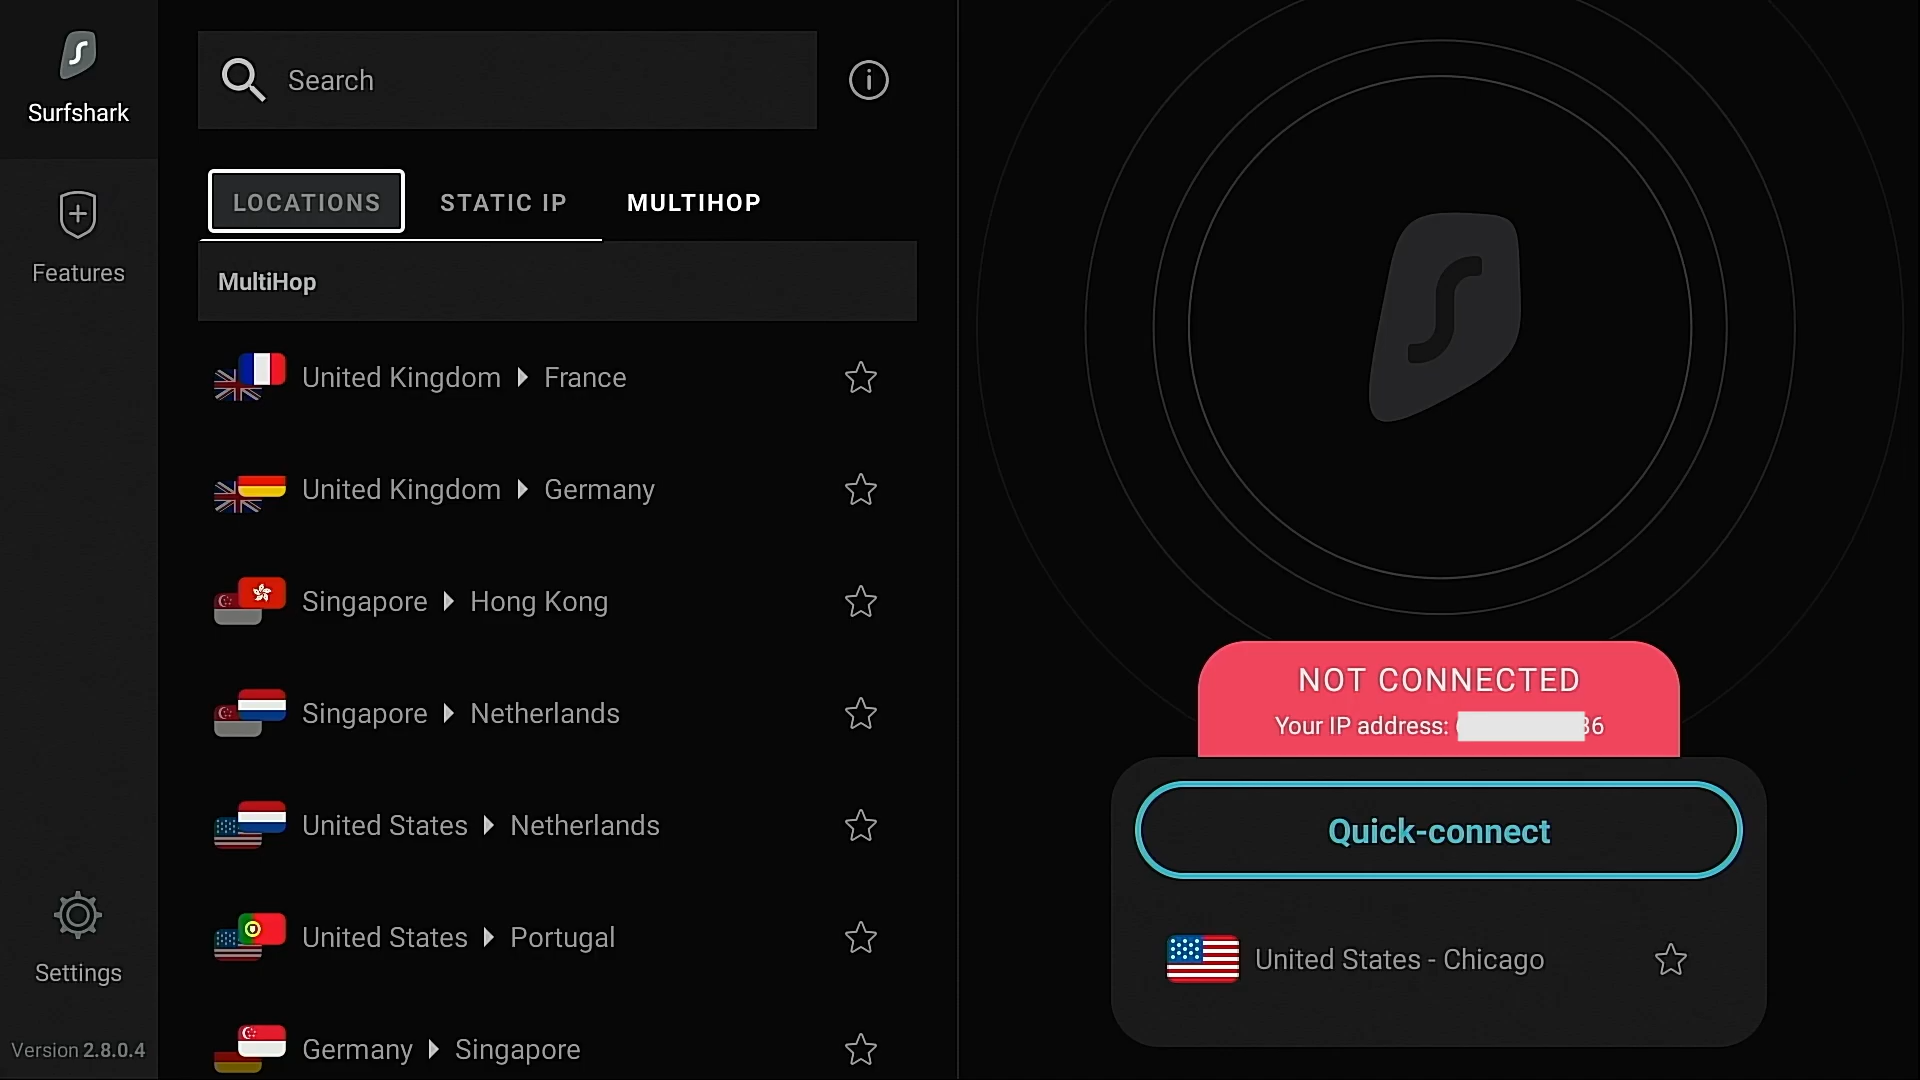 Surfshark
Features
Settings
Version 2.8.0.4
Search
LOCATIONS STATIC IP MULTIHOP
MultiHop
United Kingdom France
United Kingdom Germany
Singapore Hong Kong
Singapore Netherlands
United States Netherlands
United States Portugal
Germany Singapore
NOT CONNECTED
Your IP address: 36
Quick-connect
United States - Chicago